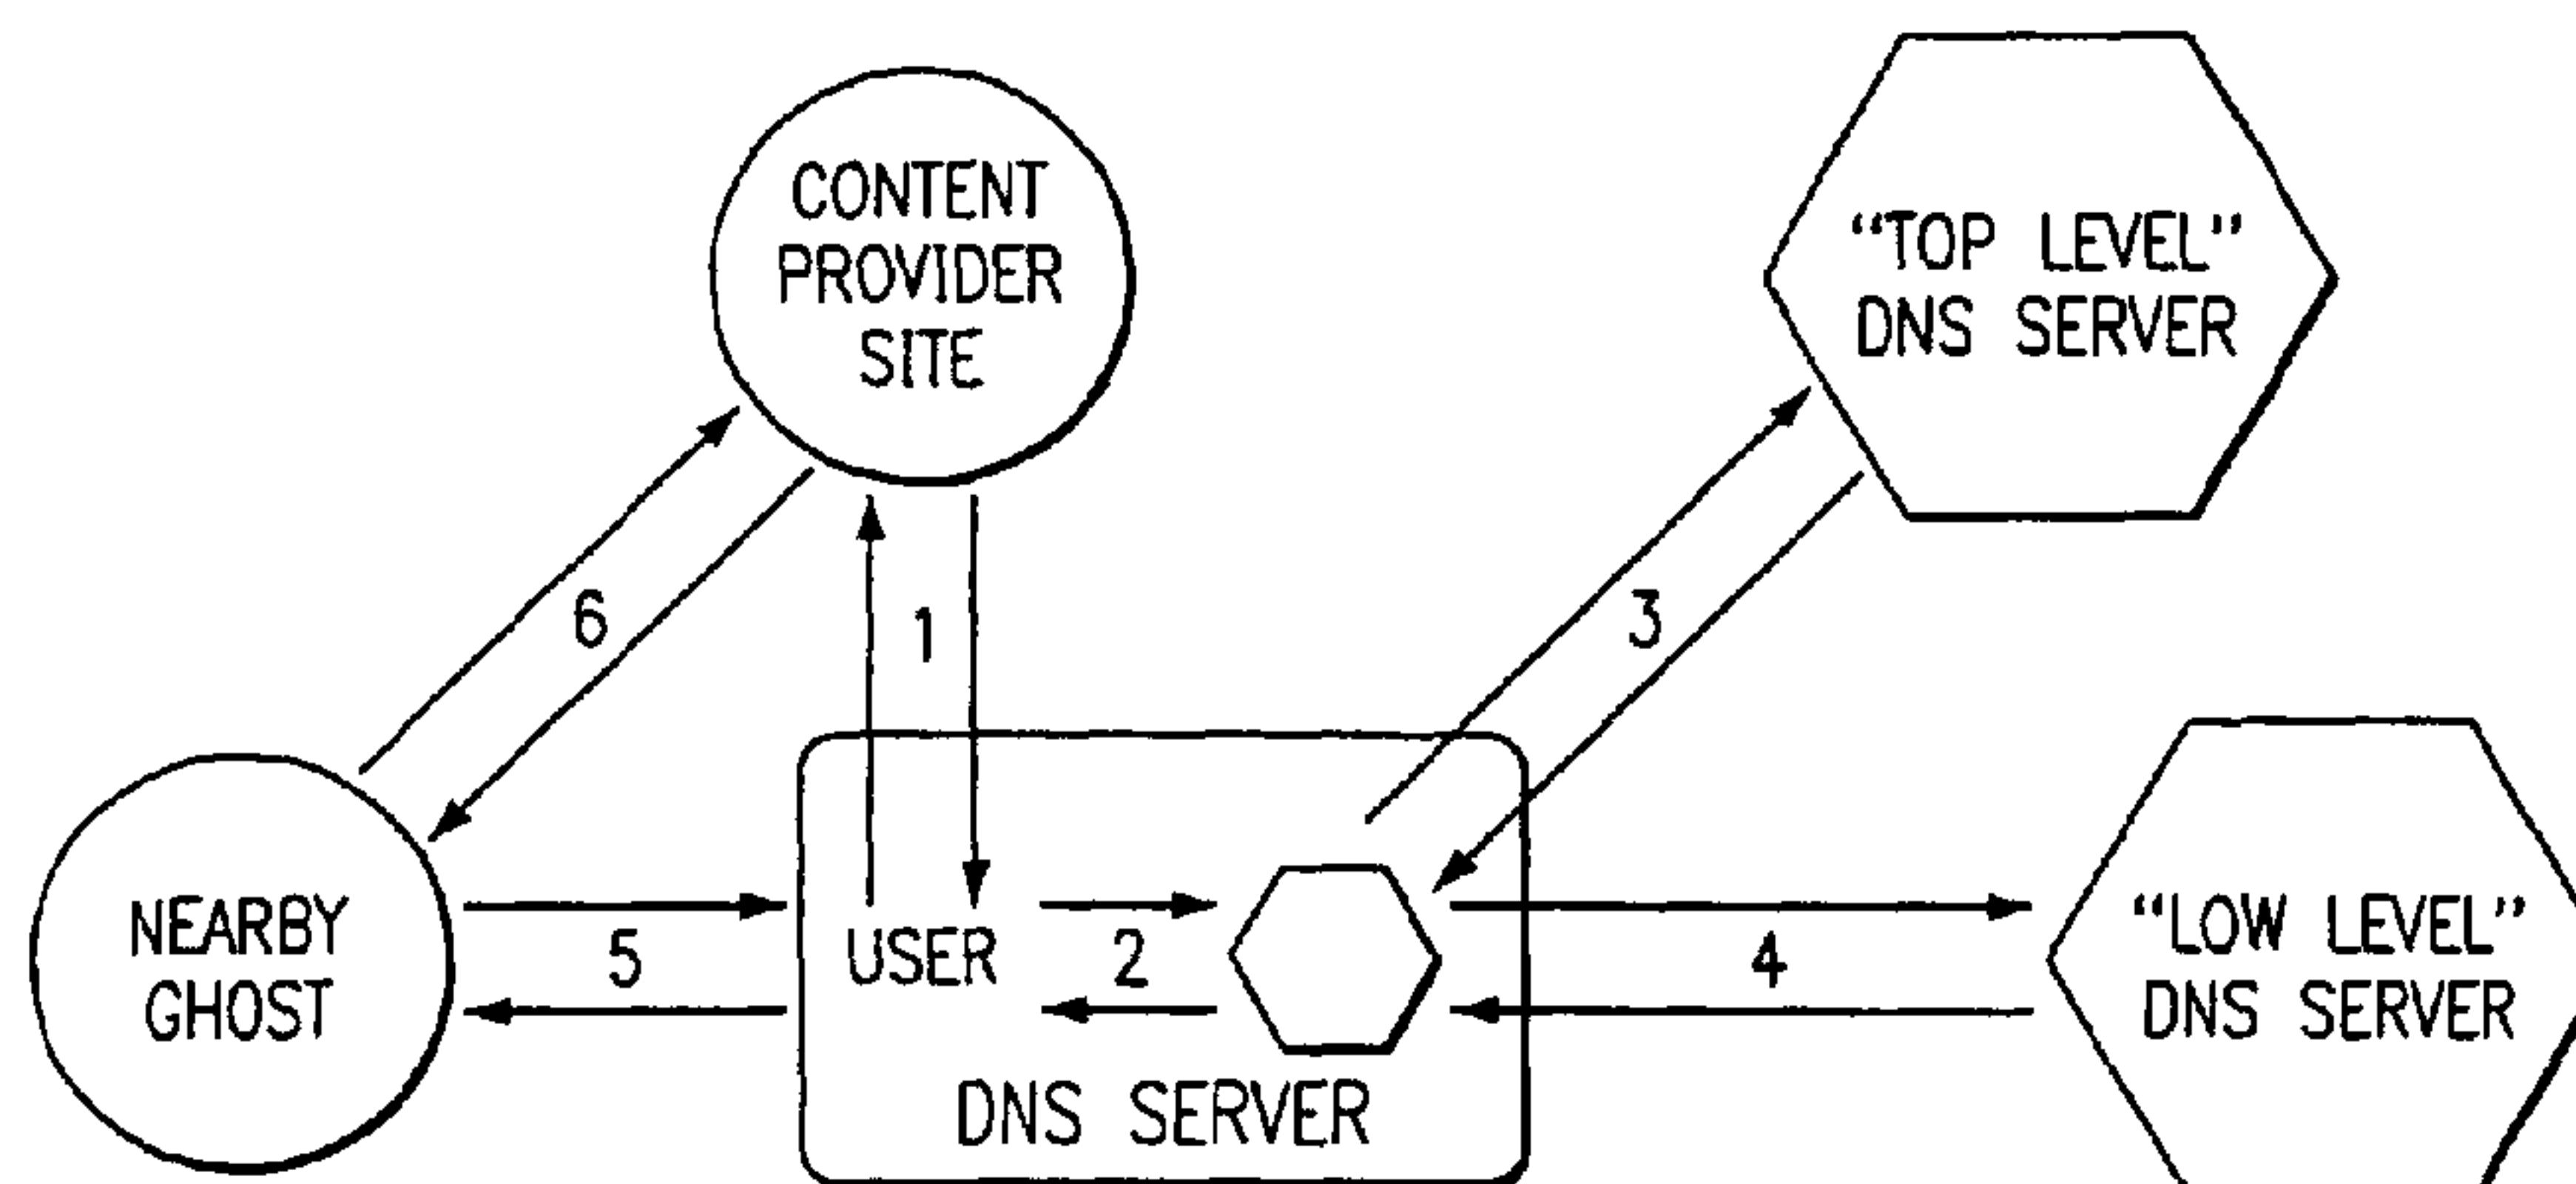 CONTENT
PROVIDER
SITE
“TOP LEVEL”
DNS SERVER
6
1
3
NEARBY
GHOST
5
USER
2
4
“LOW LEVEL”
DNS SERVER
DNS SERVER